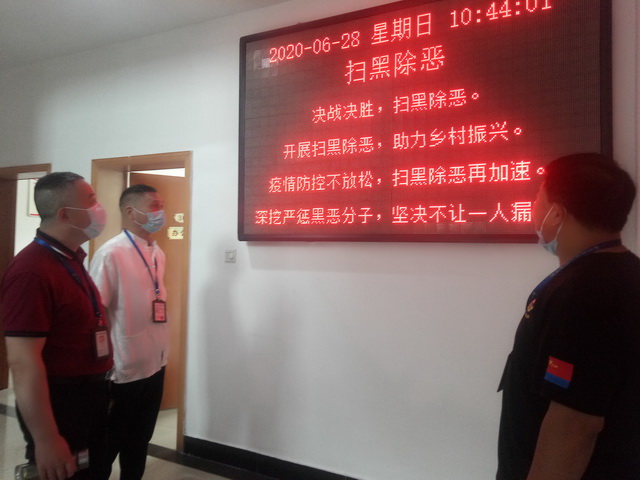 2020-06-28 星期日 10:44:01
扫黑除恶
决战决胜，扫黑除恶。
开展扫黑除恶，助力乡村振兴。
疫情防控不放松，扫黑除恶再加速。
深挖严惩黑恶分子，坚决不让一人漏
办